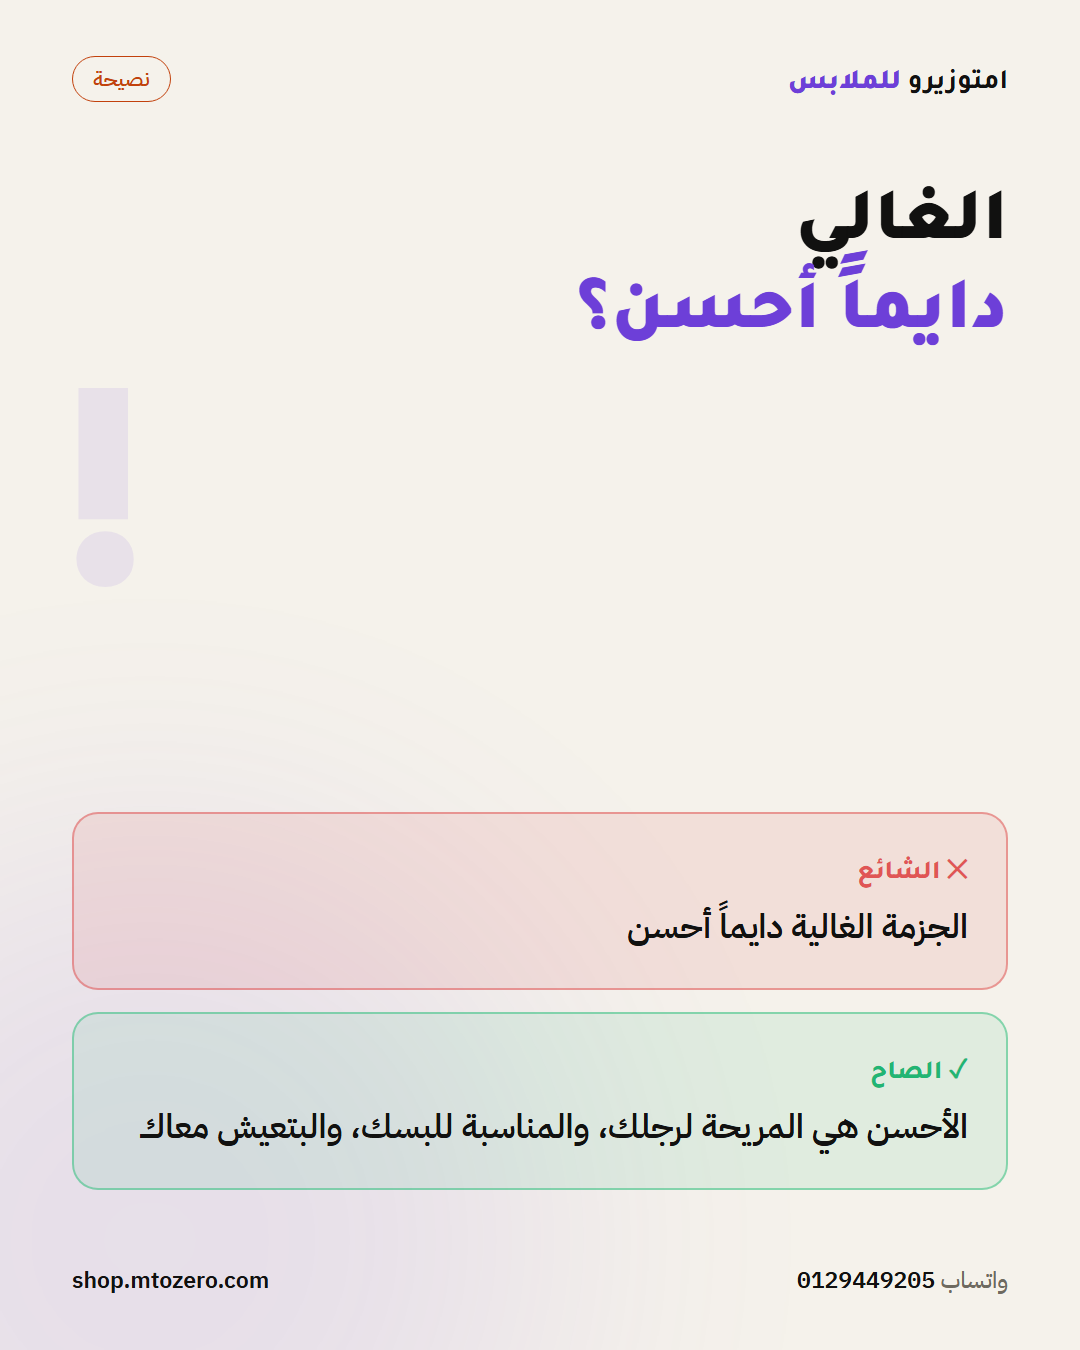 امتوزيرو للملابس
نصيحة
الغالي
دايماً أحسن؟
!
✕ الشائع
الجزمة الغالية دايماً أحسن
✓ الصاح
الأحسن هي المريحة لرجلك، والمناسبة للبسك، والبتعيش معاك
واتساب 0129449205
shop.mtozero.com